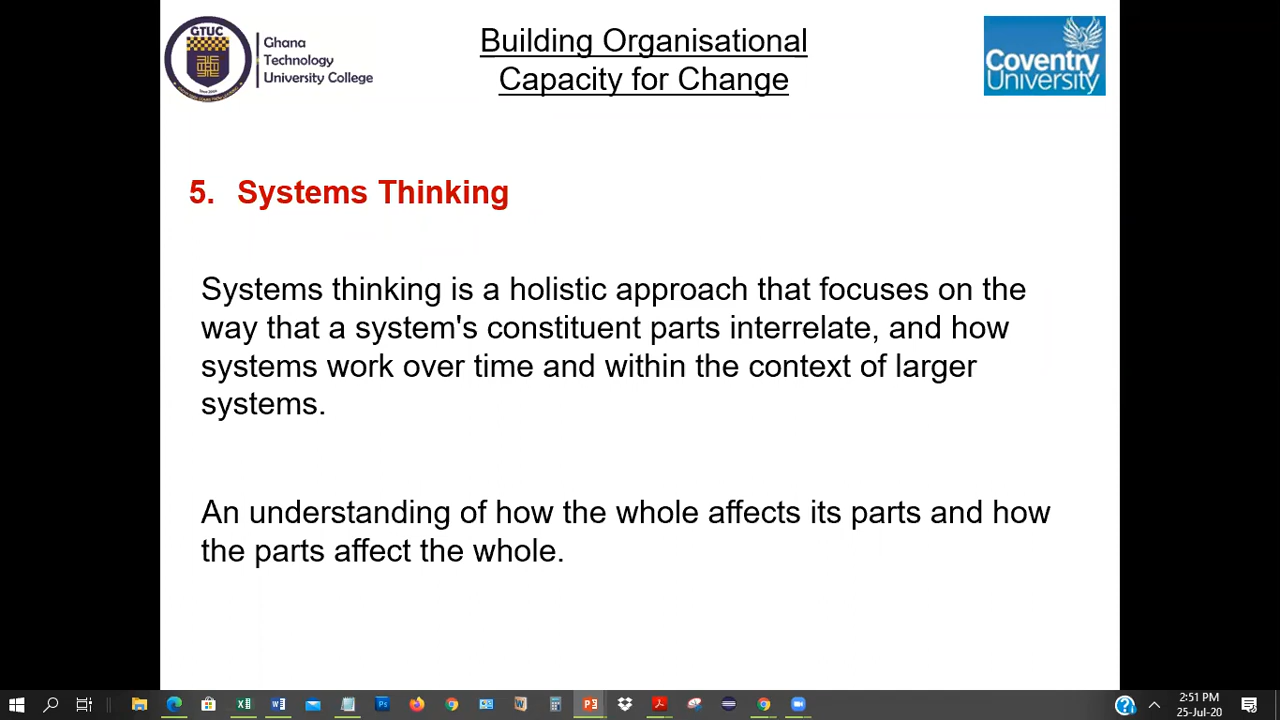 GTUC
Ghana
Technology
University College
Building Organisational
Capacity for Change
Coventry
University
5. Systems Thinking
Systems thinking is a holistic approach that focuses on the
way that a system's constituent parts interrelate, and how
systems work over time and within the context of larger
systems.
An understanding of how the whole affects its parts and how
the parts affect the whole.
2:51 PM
25-Jul-20